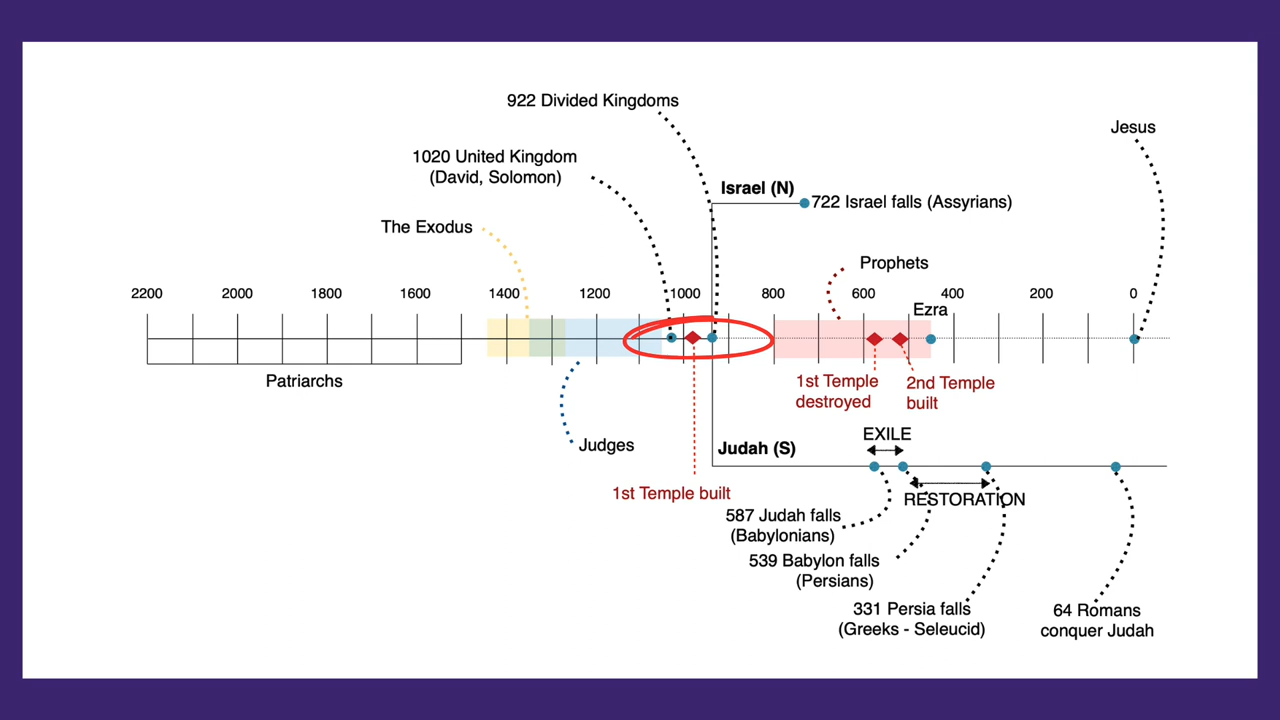 922 Divided Kingdoms
Jesus
1020 United Kingdom
(David, Solomon)
Israel (N)
722 Israel falls (Assyrians)
The Exodus
Prophets
2200 2000 1800 1600 1400 1200 1000 800 600 400 200 0
Ezra
Patriarchs
1st Temple
destroyed
2nd Temple
built
Judges
EXILE
Judah (S)
1st Temple built
RESTORATION
587 Judah falls
(Babylonians)
539 Babylon falls
(Persians)
331 Persia falls
(Greeks - Seleucid)
64 Romans
conquer Judah